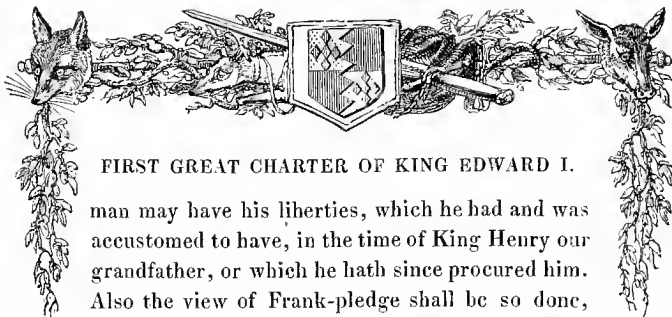 FIRST GREAT CHARTER OF KING EDWARD I.
man may have his liberties, which he had and was
accustomed to have, in the time of King Henry our
grandfather, or which he hath since procured him.
Also the view of Frank-pledge shall be so done,